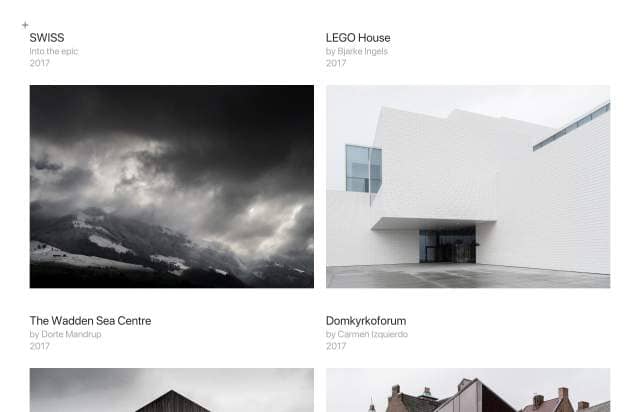 SWISS
Into the epic
2017
LEGO House
by Bjarke Ingels
2017
The Wadden Sea Centre
by Dorte Mandrup
2017
Domkyrkoforum
by Carmen Izquierdo
2017